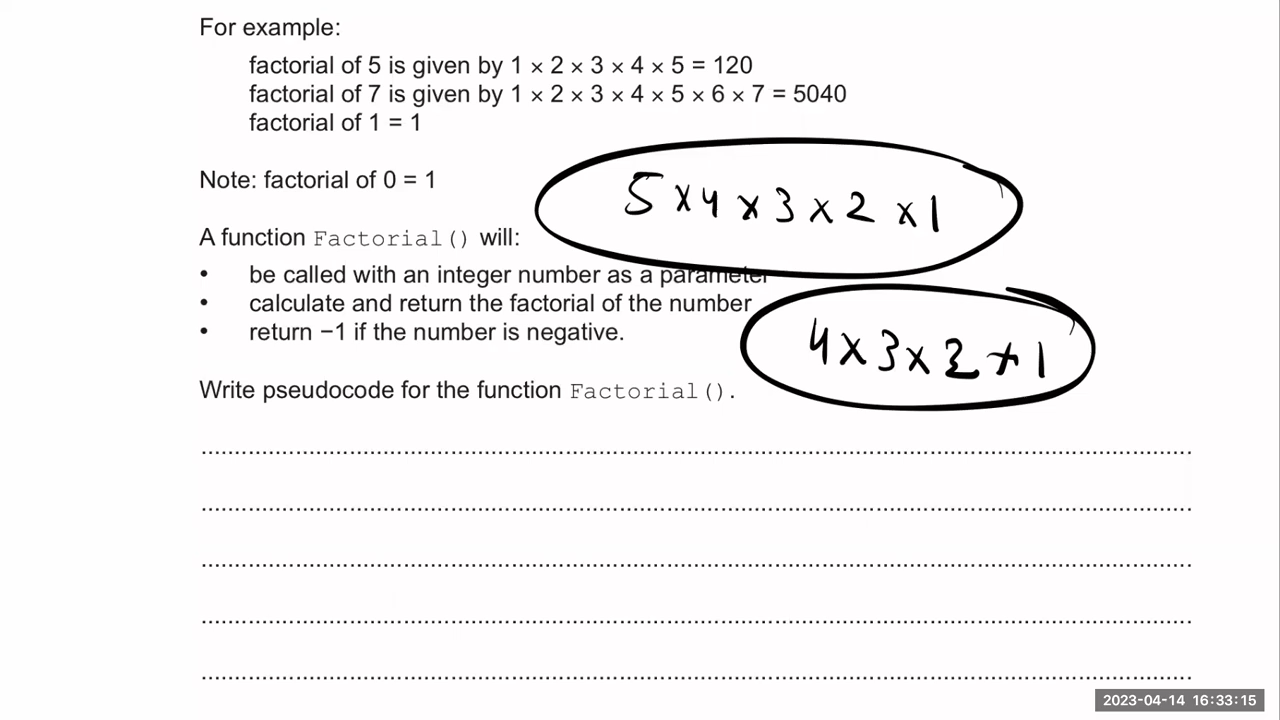 For example:
factorial of 5 is given by 1 × 2 × 3 × 4 × 5 = 120
factorial of 7 is given by 1 × 2 × 3 × 4 × 5 × 6 × 7 = 5040
factorial of 1 = 1
Note: factorial of 0 = 1
5 × 4 × 3 × 2 × 1
A function Factorial() will:
• be called with an integer number as a parameter
• calculate and return the factorial of the number
• return −1 if the number is negative.
4 × 3 × 2 × 1
Write pseudocode for the function Factorial().
2023-04-14 16:33:15